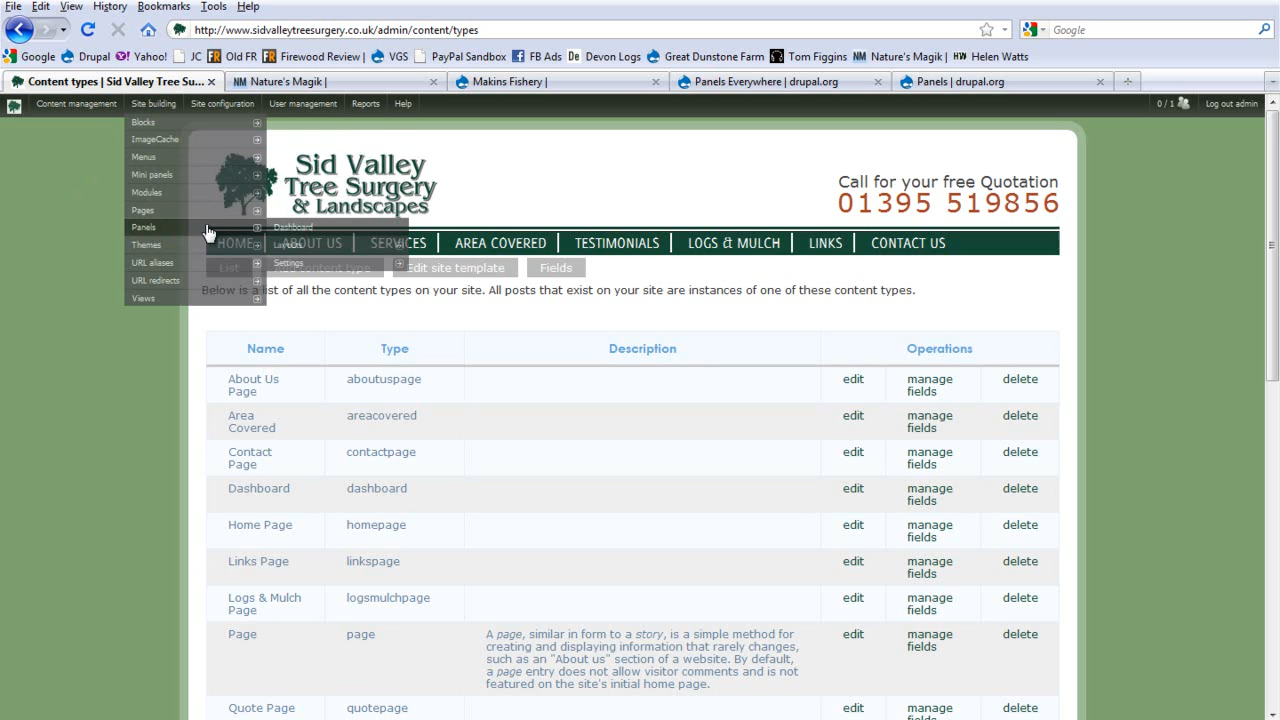 File Edit View History Bookmarks Tools Help
http://www.sidvalleytreesurgery.co.uk/admin/content/types
Google
Google Drupal Yahoo! JC Old FR Firewood Review | VGS PayPal Sandbox FB Ads Devon Logs Great Dunstone Farm Tom Figgins Nature's Magik | Helen Watts
Content types | Sid Valley Tree Su... Nature's Magik | Makins Fishery | Panels Everywhere | drupal.org Panels | drupal.org
Content management Site building Site configuration User management Reports Help 0 / 1 Log out admin
Blocks
ImageCache
Menus
Mini panels
Modules
Pages
Panels
Themes
URL aliases
URL redirects
Views
Dashboard
Layouts
Settings
Sid Valley
Tree Surgery
& Landscapes
Call for your free Quotation
01395 519856
HOME ABOUT US SERVICES AREA COVERED TESTIMONIALS LOGS & MULCH LINKS CONTACT US
List Add content type Edit site template Fields
Below is a list of all the content types on your site. All posts that exist on your site are instances of one of these content types.
Name Type Description Operations
About Us Page aboutuspage edit manage fields delete
Area Covered areacovered edit manage fields delete
Contact Page contactpage edit manage fields delete
Dashboard dashboard edit manage fields delete
Home Page homepage edit manage fields delete
Links Page linkspage edit manage fields delete
Logs & Mulch Page logsmulchpage edit manage fields delete
Page page edit manage fields delete
A page, similar in form to a story, is a simple method for
creating and displaying information that rarely changes,
such as an "About us" section of a website. By default,
a page entry does not allow visitor comments and is not
featured on the site's initial home page.
Quote Page quotepage edit manage fields delete